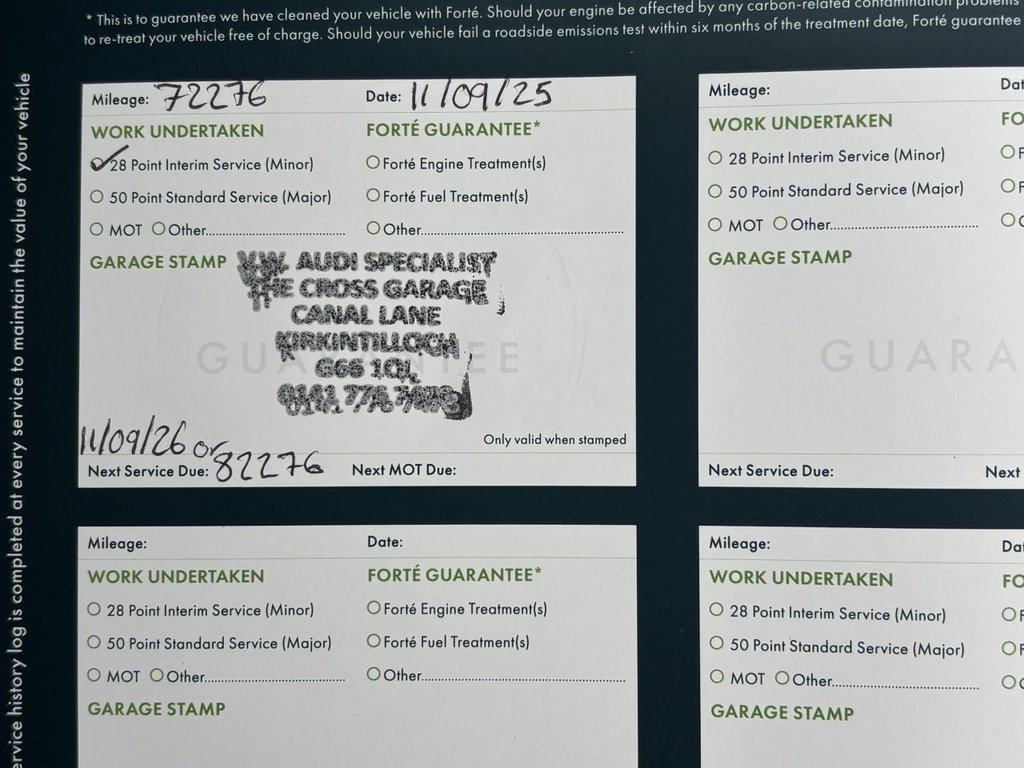 * This is to guarantee we have cleaned your vehicle with Forté. Should your engine be affected by any carbon-related contamination problems
to re-treat your vehicle free of charge. Should your vehicle fail a roadside emissions test within six months of the treatment date, Forté guarantee
ervice history log is completed at every service to maintain the value of your vehicle
Mileage: 72276 Date: 11/09/25
WORK UNDERTAKEN FORTÉ GUARANTEE*
28 Point Interim Service (Minor) Forté Engine Treatment(s)
50 Point Standard Service (Major) Forté Fuel Treatment(s)
MOT Other Other
GARAGE STAMP V.W. AUDI SPECIALIST
THE CROSS GARAGE
CANAL LANE
KIRKINTILLOCH
GUARANTEE
G66 1QL
Only valid when stamped
11/09/26 or
Next Service Due: 82276 Next MOT Due:
Mileage: Dat
WORK UNDERTAKEN FO
28 Point Interim Service (Minor) F
50 Point Standard Service (Major) F
MOT Other
GARAGE STAMP
GUARA
Next Service Due: Next
Mileage: Date:
WORK UNDERTAKEN FORTÉ GUARANTEE*
28 Point Interim Service (Minor) Forté Engine Treatment(s)
50 Point Standard Service (Major) Forté Fuel Treatment(s)
MOT Other Other
GARAGE STAMP
Mileage: Dat
WORK UNDERTAKEN FO
28 Point Interim Service (Minor) F
50 Point Standard Service (Major) F
MOT Other
GARAGE STAMP